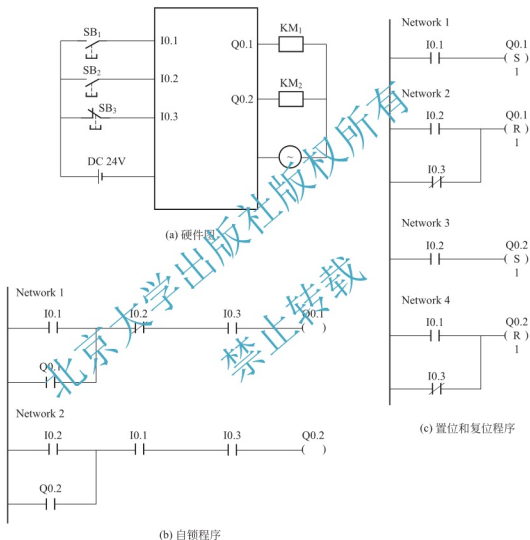 SB1
I0.1
Q0.1
KM1
SB2
I0.2
Q0.2
KM2
SB3
I0.3
DC 24V
~
(a) 硬件图
Network 1
I0.1
I0.2
I0.3
Q0.1
( )
Q0.1
Network 2
I0.2
I0.1
I0.3
Q0.2
( )
Q0.2
(b) 自锁程序
Network 1
I0.1
Q0.1
( S )
1
Network 2
I0.2
Q0.1
( R )
1
I0.3
Network 3
I0.2
Q0.2
( S )
1
Network 4
I0.1
Q0.2
( R )
1
I0.3
(c) 置位和复位程序
北京大学出版社版权所有
禁止转载